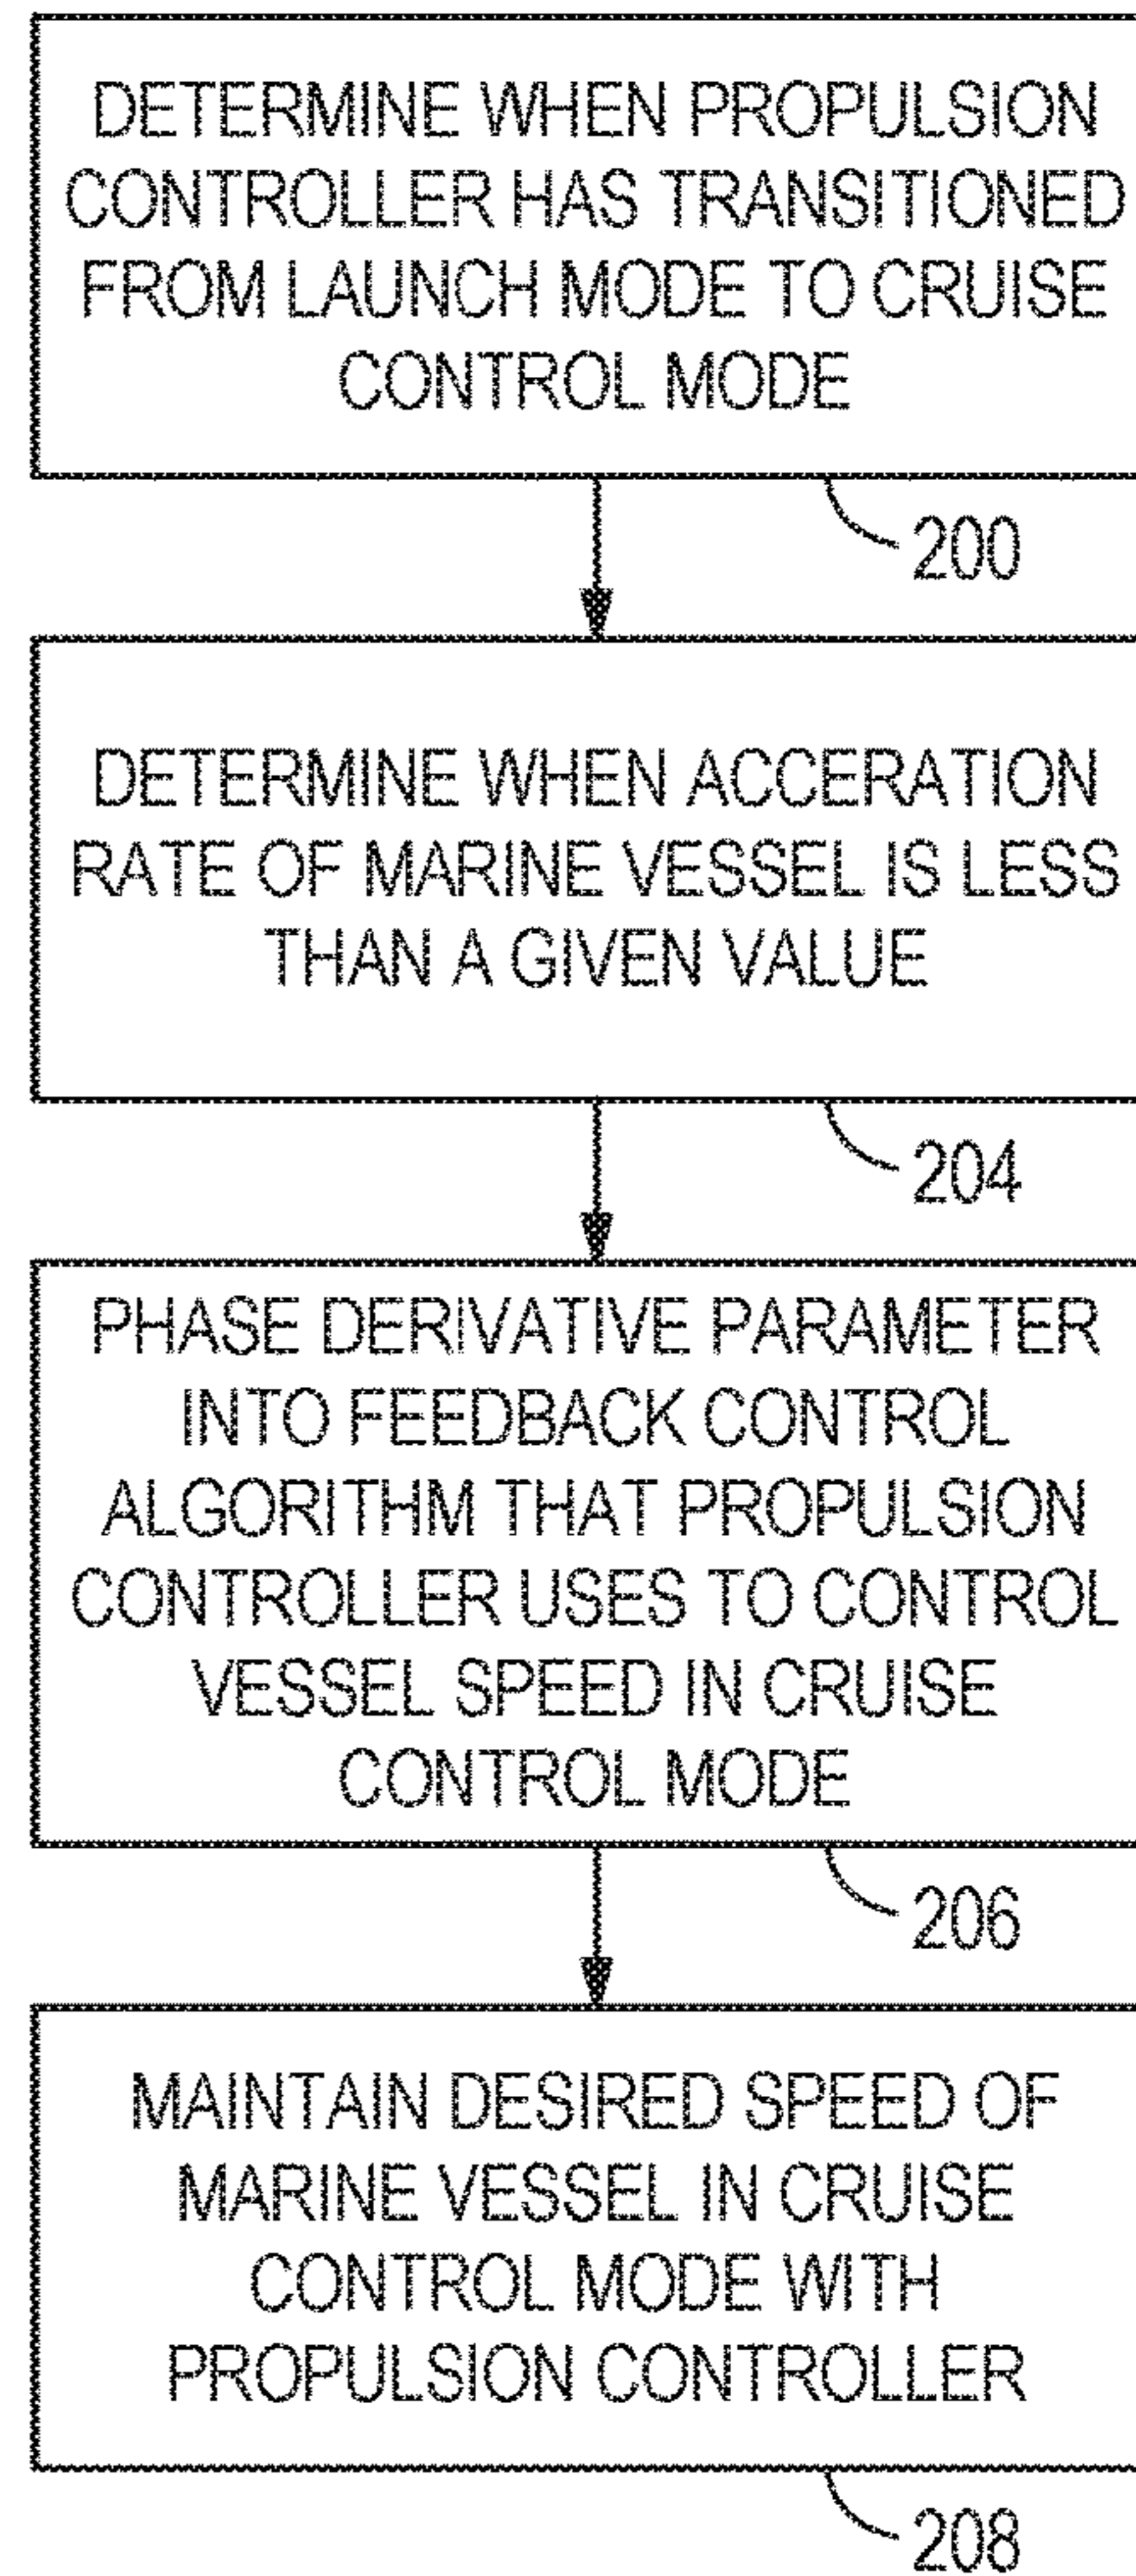 DETERMINE WHEN PROPULSION
CONTROLLER HAS TRANSITIONED
FROM LAUNCH MODE TO CRUISE
CONTROL MODE
200
DETERMINE WHEN ACCERATION
RATE OF MARINE VESSEL IS LESS
THAN A GIVEN VALUE
204
PHASE DERIVATIVE PARAMETER
INTO FEEDBACK CONTROL
ALGORITHM THAT PROPULSION
CONTROLLER USES TO CONTROL
VESSEL SPEED IN CRUISE
CONTROL MODE
206
MAINTAIN DESIRED SPEED OF
MARINE VESSEL IN CRUISE
CONTROL MODE WITH
PROPULSION CONTROLLER
208